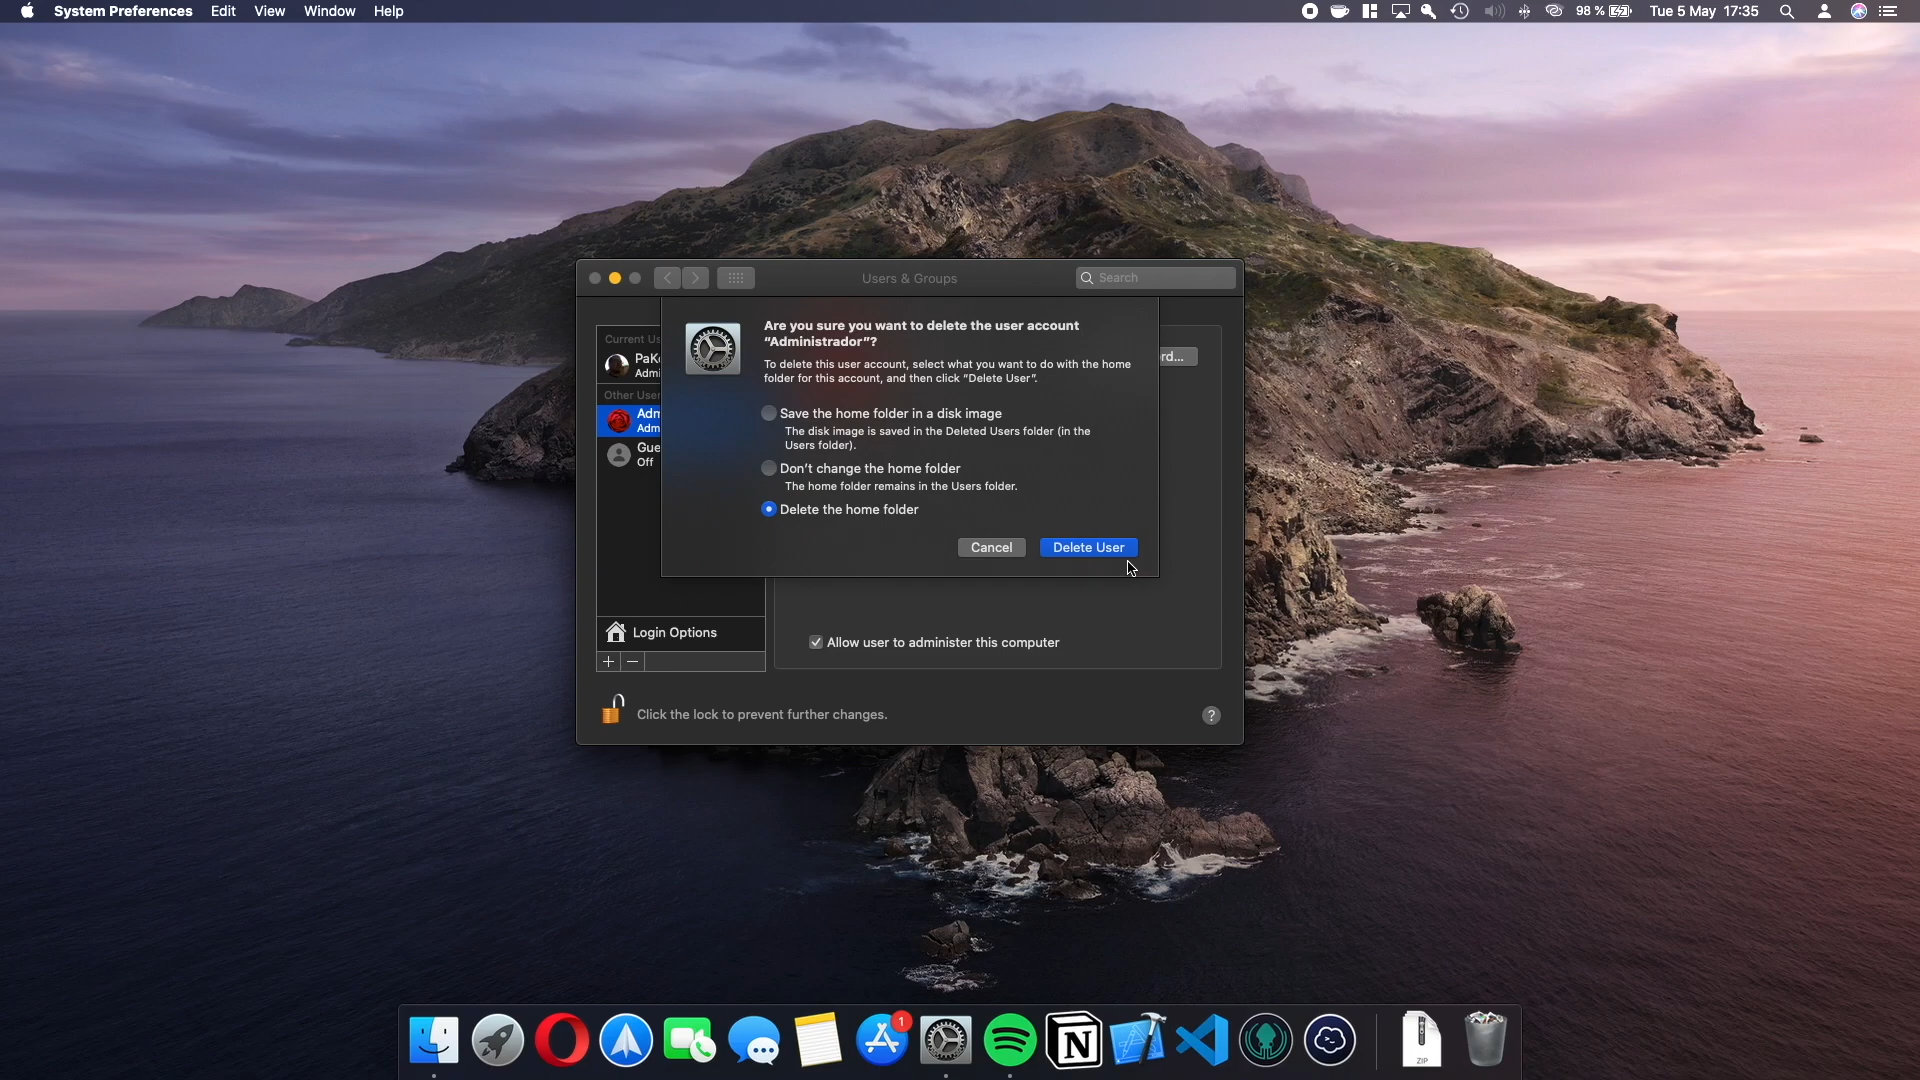 System Preferences Edit View Window Help
98 % Tue 5 May 17:35
Users & Groups
Search
Are you sure you want to delete the user account
“Administrador”?
To delete this user account, select what you want to do with the home
folder for this account, and then click “Delete User”.
Save the home folder in a disk image
The disk image is saved in the Deleted Users folder (in the
Users folder).
Don’t change the home folder
The home folder remains in the Users folder.
Delete the home folder
Cancel Delete User
Current Us
PaK
Admi
Other User
Adm
Adm
Gue
Off
rd...
Login Options
+ −
Allow user to administer this computer
Click the lock to prevent further changes.
?
1
N
ZIP